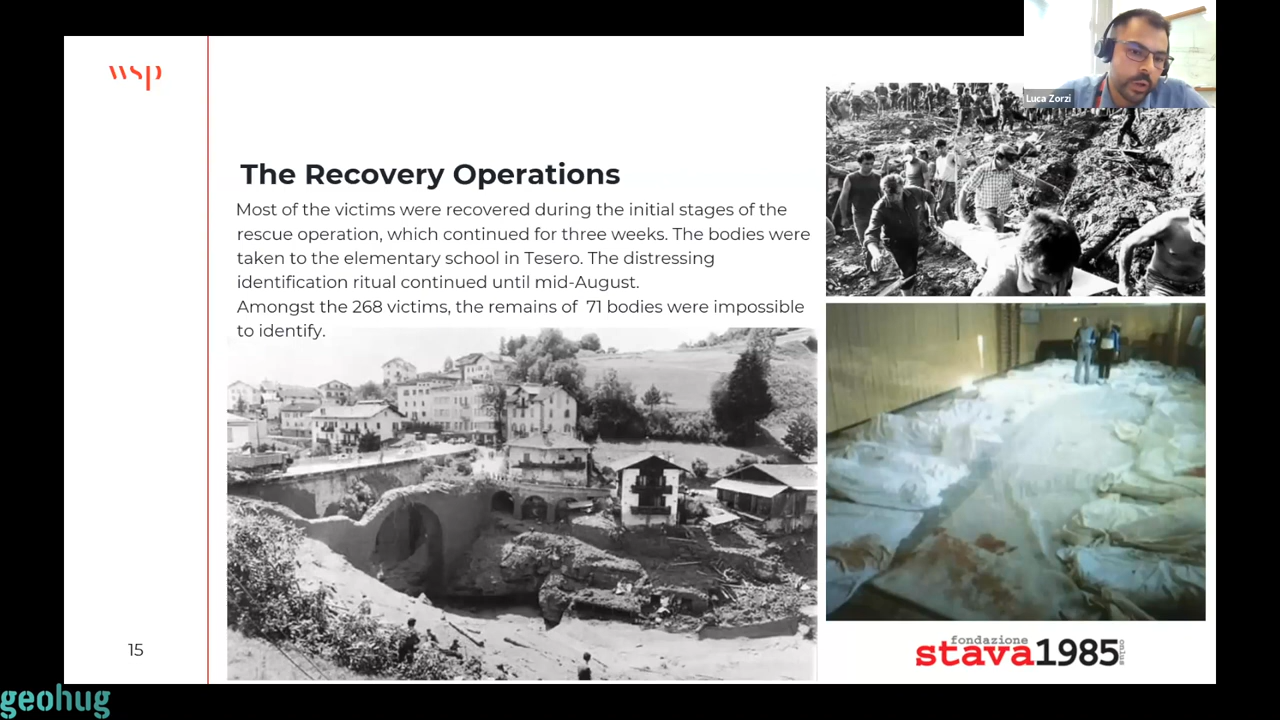 wsp
Luca Zorzi
The Recovery Operations
Most of the victims were recovered during the initial stages of the
rescue operation, which continued for three weeks. The bodies were
taken to the elementary school in Tesero. The distressing
identification ritual continued until mid-August.
Amongst the 268 victims, the remains of 71 bodies were impossible
to identify.
15
fondazione
stava1985
onlus
geohug